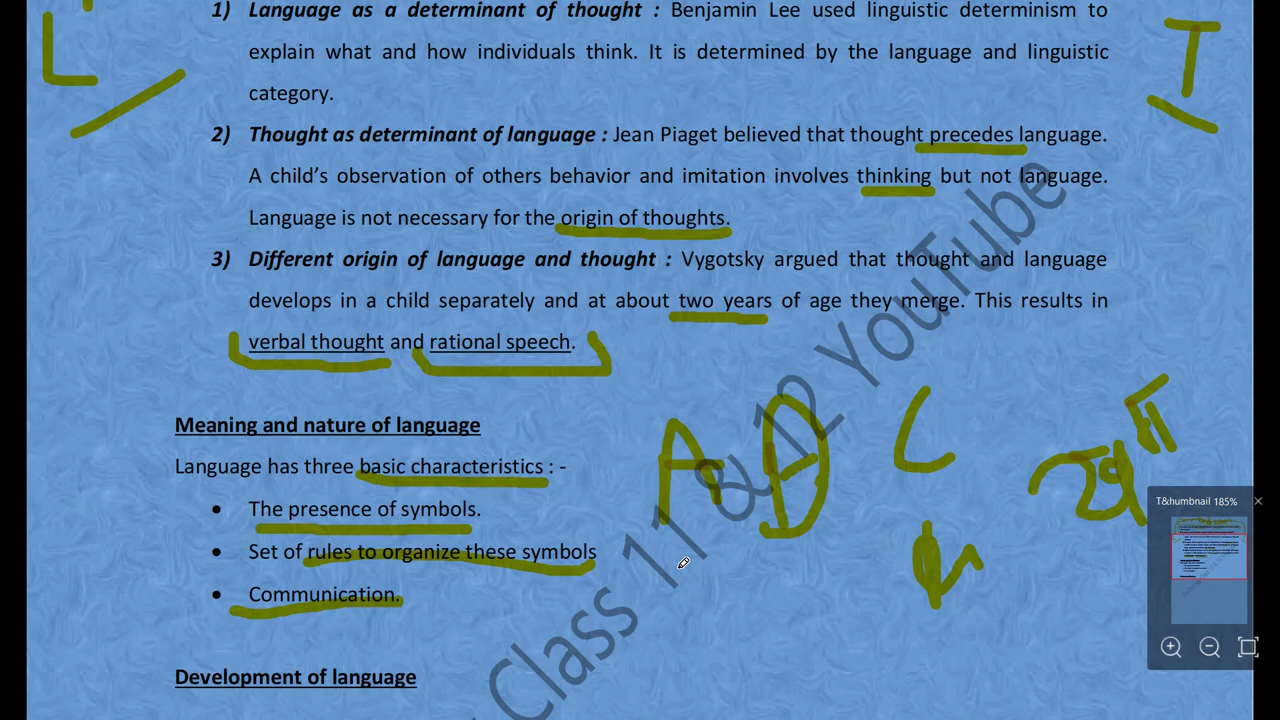 1) Language as a determinant of thought : Benjamin Lee used linguistic determinism to
explain what and how individuals think. It is determined by the language and linguistic
category.
2) Thought as determinant of language : Jean Piaget believed that thought precedes language.
A child’s observation of others behavior and imitation involves thinking but not language.
Language is not necessary for the origin of thoughts.
3) Different origin of language and thought : Vygotsky argued that thought and language
develops in a child separately and at about two years of age they merge. This results in
verbal thought and rational speech.
Meaning and nature of language
Language has three basic characteristics : -
• The presence of symbols.
• Set of rules to organize these symbols
• Communication.
Development of language
L
T
A B C
Class 11 & 12 YouTube
T&humbnail 185%